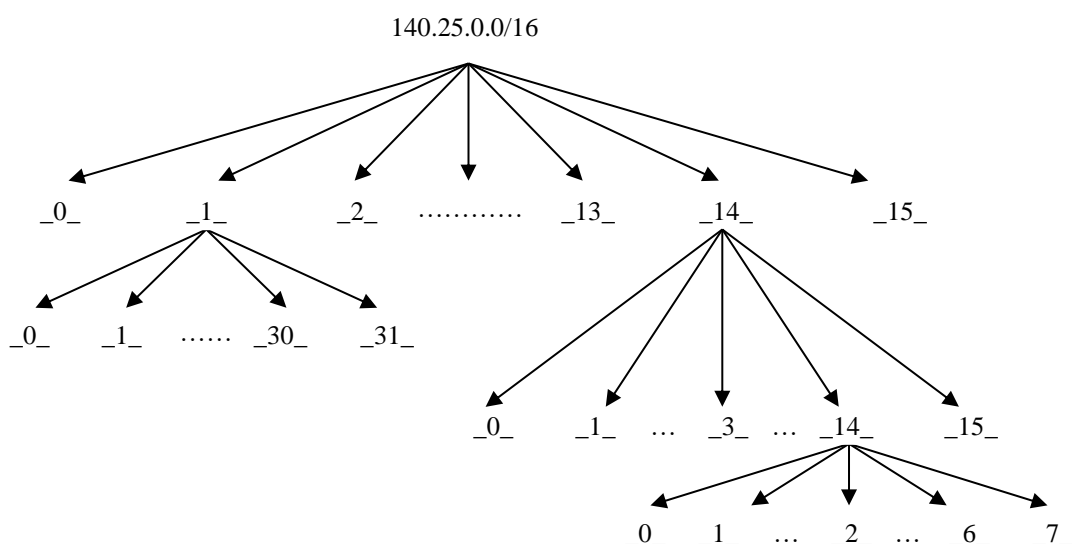 140.25.0.0/16
_0_ _1_ _2_ ………… _13_ _14_ _15_
_0_ _1_ …… _30_ _31_
_0_ _1_ … _3_ … _14_ _15_
0 1 … 2 … 6 7